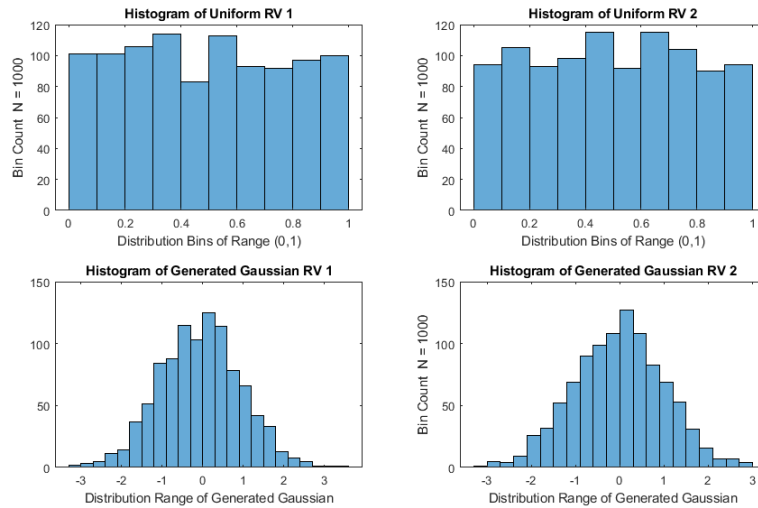 Histogram of Uniform RV 1
120
100
80
60
40
20
0
Bin Count N = 1000
0 0.2 0.4 0.6 0.8 1
Distribution Bins of Range (0,1)
Histogram of Uniform RV 2
120
100
80
60
40
20
0
Bin Count N = 1000
0 0.2 0.4 0.6 0.8 1
Distribution Bins of Range (0,1)
Histogram of Generated Gaussian RV 1
150
100
50
0
-3 -2 -1 0 1 2 3
Distribution Range of Generated Gaussian
Histogram of Generated Gaussian RV 2
150
100
50
0
Bin Count N = 1000
-3 -2 -1 0 1 2 3
Distribution Range of Generated Gaussian